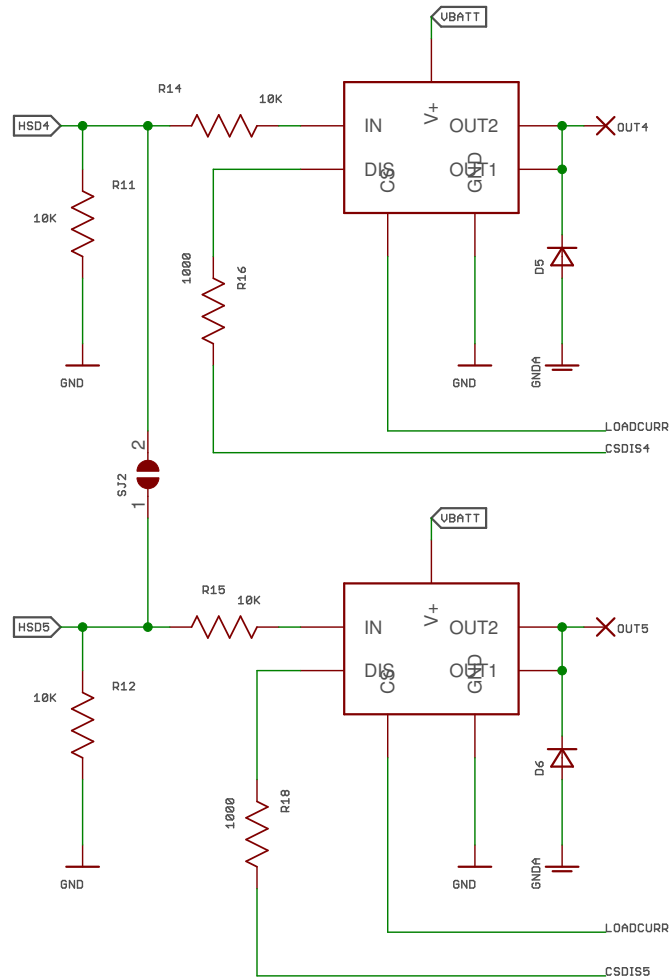 VBATT
R14
10K
HSD4
IN
V+
OUT2
OUT4
DIS
CS
GND
OUT1
R11
10K
1000
R16
D5
GND
GND
GNDA
LOADCURR
2
CSDIS4
SJ2
1
VBATT
R15
10K
HSD5
IN
V+
OUT2
OUT5
DIS
CS
GND
OUT1
R12
10K
1000
R18
D6
GND
GND
GNDA
LOADCURR
CSDIS5